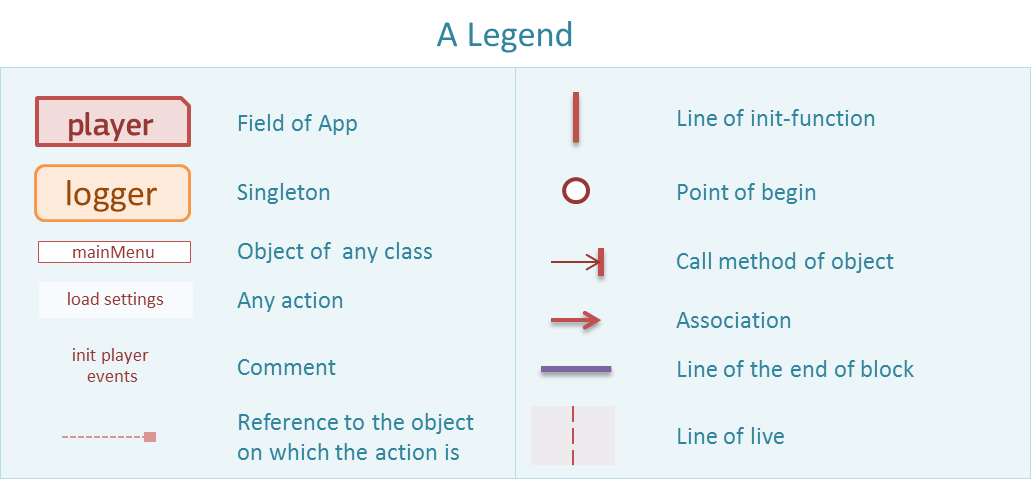 A Legend
player
Field of App
logger
Singleton
mainMenu
Object of any class
load settings
Any action
init player
events
Comment
Reference to the object
on which the action is
Line of init-function
Point of begin
Call method of object
Association
Line of the end of block
Line of live